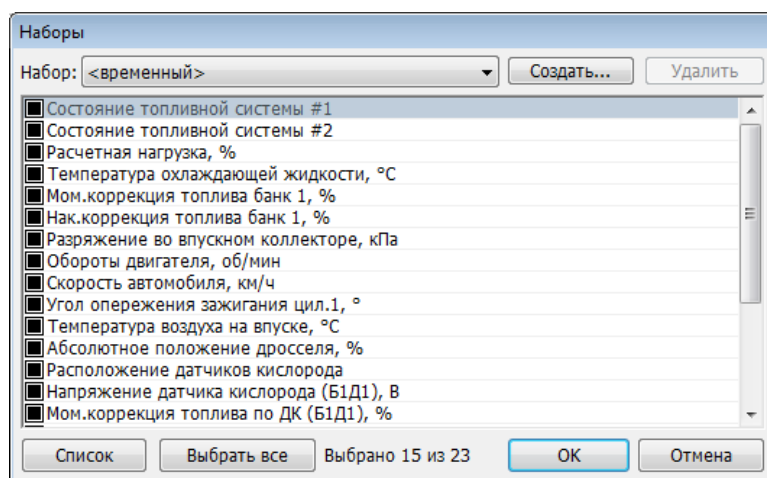 Наборы
Набор: <временный> Создать... Удалить
Состояние топливной системы #1
Состояние топливной системы #2
Расчетная нагрузка, %
Температура охлаждающей жидкости, °C
Мом.коррекция топлива банк 1, %
Нак.коррекция топлива банк 1, %
Разряжение во впускном коллекторе, кПа
Обороты двигателя, об/мин
Скорость автомобиля, км/ч
Угол опережения зажигания цил.1, °
Температура воздуха на впуске, °C
Абсолютное положение дросселя, %
Расположение датчиков кислорода
Напряжение датчика кислорода (Б1Д1), В
Мом.коррекция топлива по ДК (Б1Д1), %
Список Выбрать все Выбрано 15 из 23 OK Отмена